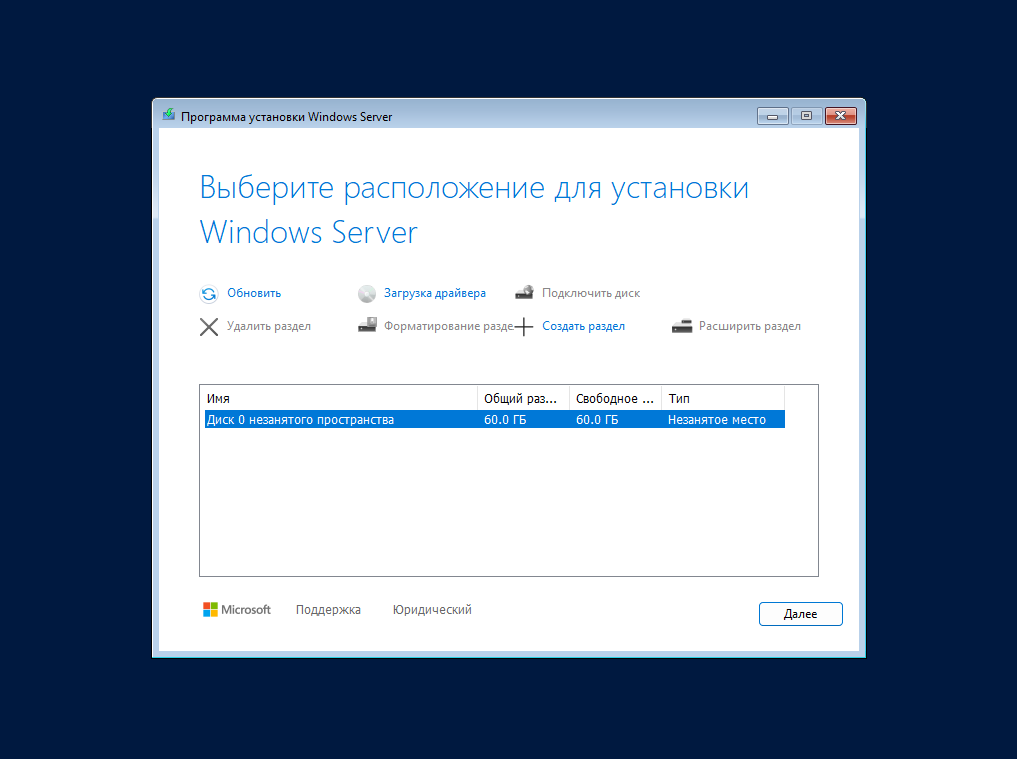 Программа установки Windows Server
Выберите расположение для установки
Windows Server
Обновить
Загрузка драйвера
Подключить диск
Удалить раздел
Форматирование разде
Создать раздел
Расширить раздел
Имя Общий раз... Свободное ... Тип
Диск 0 незанятого пространства 60.0 ГБ 60.0 ГБ Незанятое место
Microsoft Поддержка Юридический
Далее